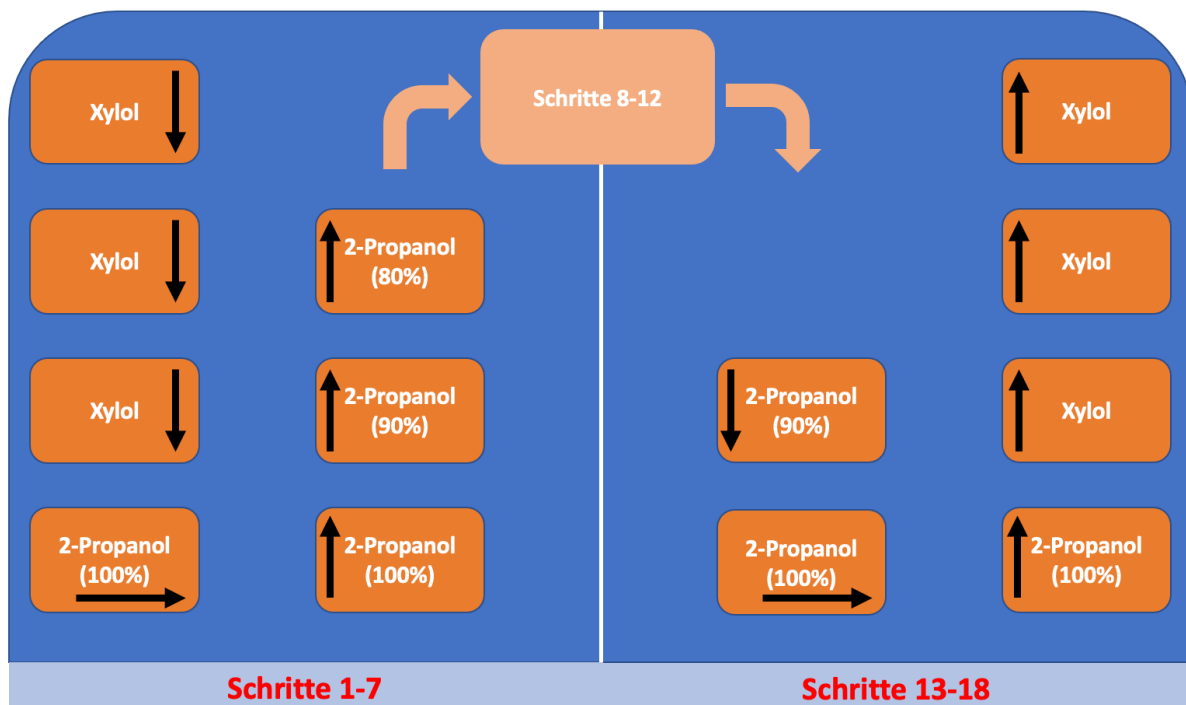 Xylol
Xylol
Xylol
2-Propanol
(100%)
2-Propanol
(100%)
2-Propanol
(90%)
2-Propanol
(80%)
Schritte 8-12
2-Propanol
(90%)
2-Propanol
(100%)
2-Propanol
(100%)
Xylol
Xylol
Xylol
Schritte 1-7
Schritte 13-18